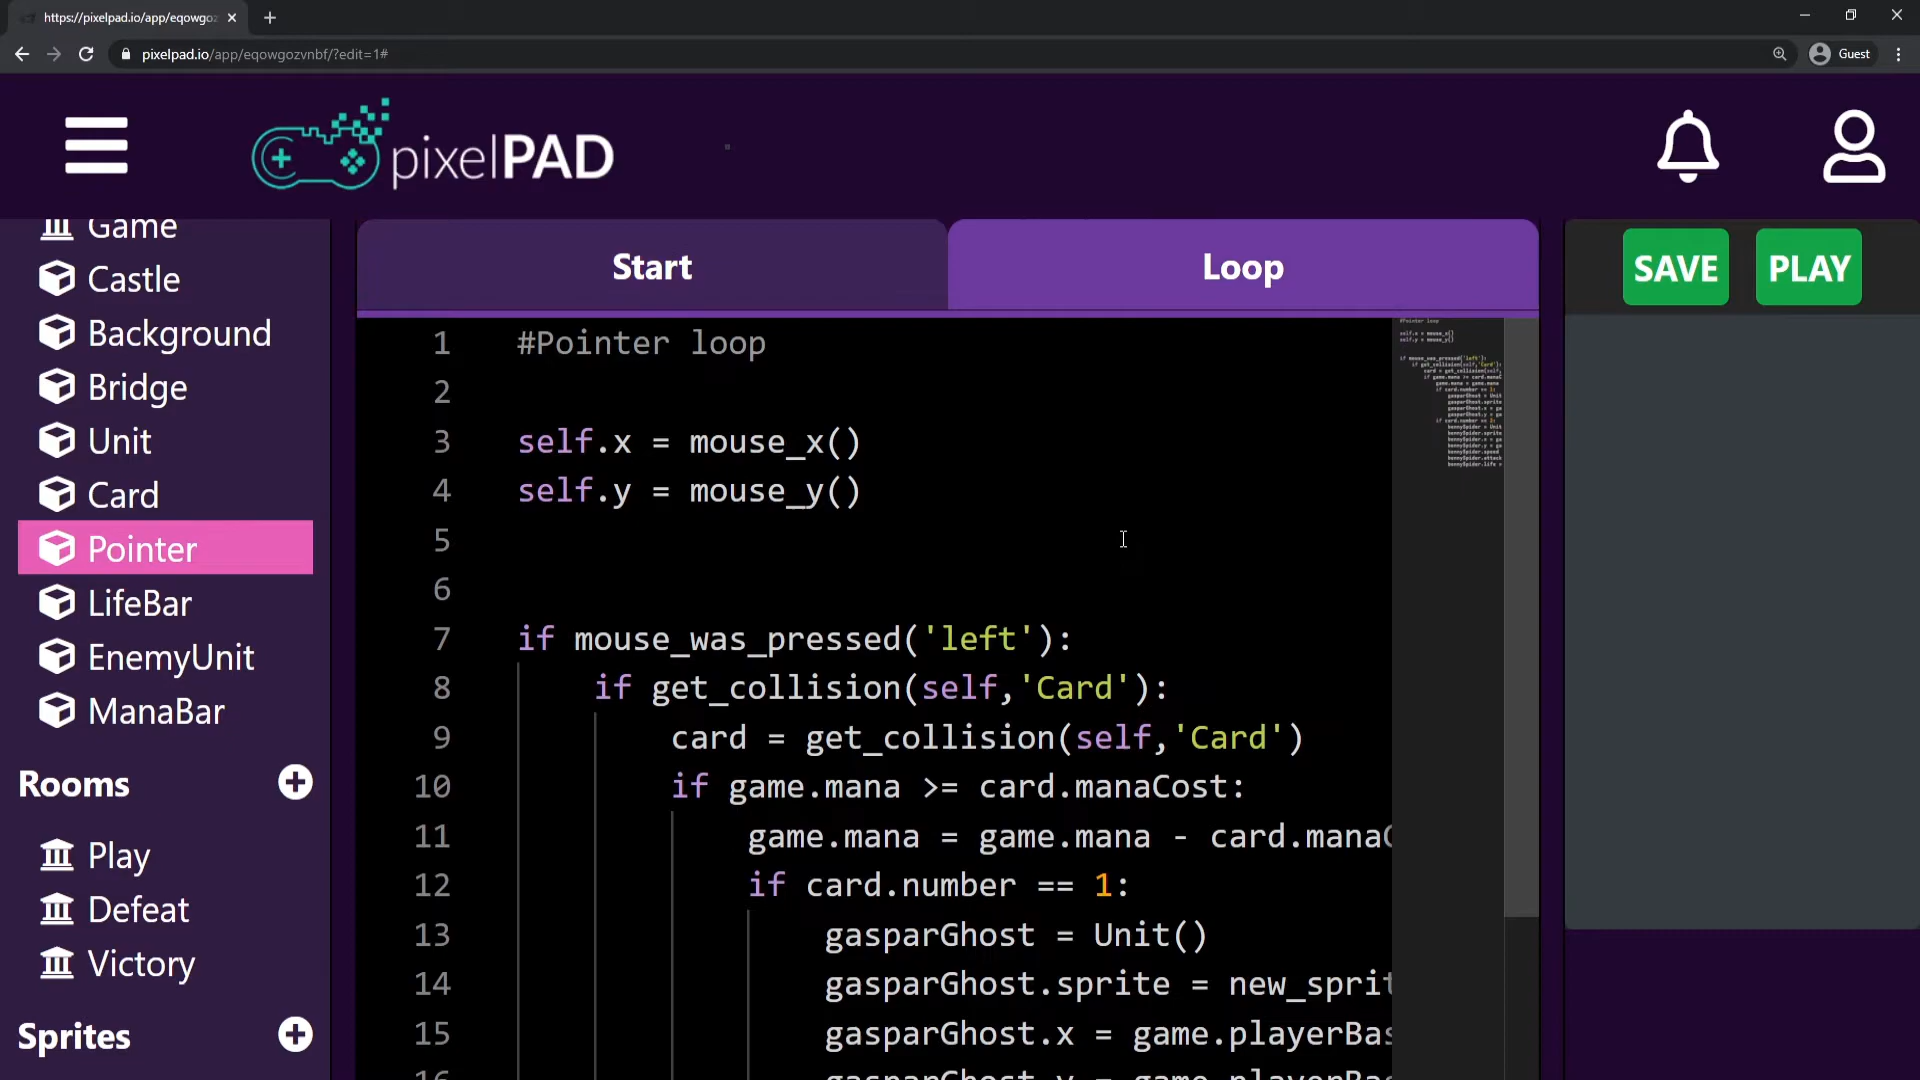 https://pixelpad.io/app/eqowgoz
pixelpad.io/app/eqowgozvnbf/?edit=1#
Guest
pixelPAD
Game
Castle
Background
Bridge
Unit
Card
Pointer
LifeBar
EnemyUnit
ManaBar
Rooms
Play
Defeat
Victory
Sprites
Start
Loop
SAVE
PLAY
1 #Pointer loop
2
3 self.x = mouse_x()
4 self.y = mouse_y()
5
6
7 if mouse_was_pressed('left'):
8 if get_collision(self,'Card'):
9 card = get_collision(self,'Card')
10 if game.mana >= card.manaCost:
11 game.mana = game.mana - card.mana
12 if card.number == 1:
13 gasparGhost = Unit()
14 gasparGhost.sprite = new_sprit
15 gasparGhost.x = game.playerBas